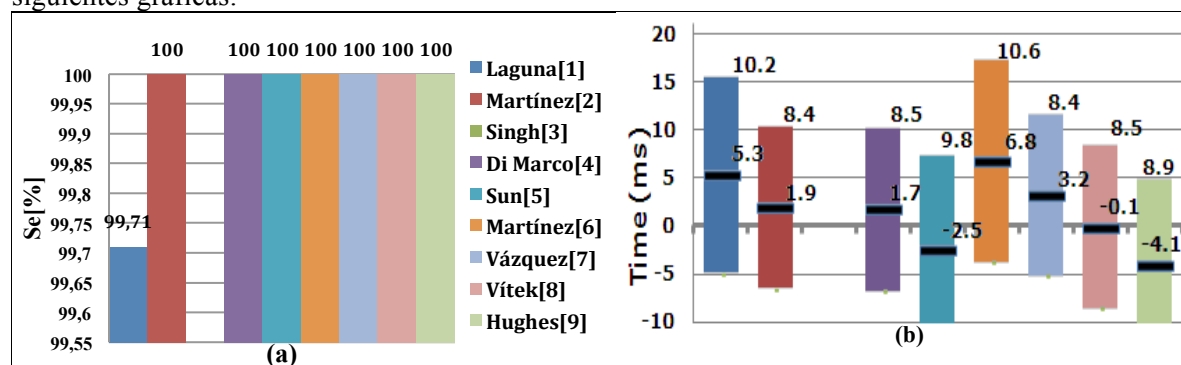 siguientes gráficas:
100 100 100 100 100 100 100
100
99,95
99,9
99,85
99,8
99,75
99,7
99,65
99,6
99,55
Se[%]
99,71
(a)
Laguna[1]
Martínez[2]
Singh[3]
Di Marco[4]
Sun[5]
Martínez[6]
Vázquez[7]
Vítek[8]
Hughes[9]
20
15
10
5
0
-5
-10
Time (ms)
10.2
8.4
8.5
9.8
10.6
8.4
8.5
8.9
5.3
1.9
1.7
-2.5
6.8
3.2
-0.1
-4.1
(b)